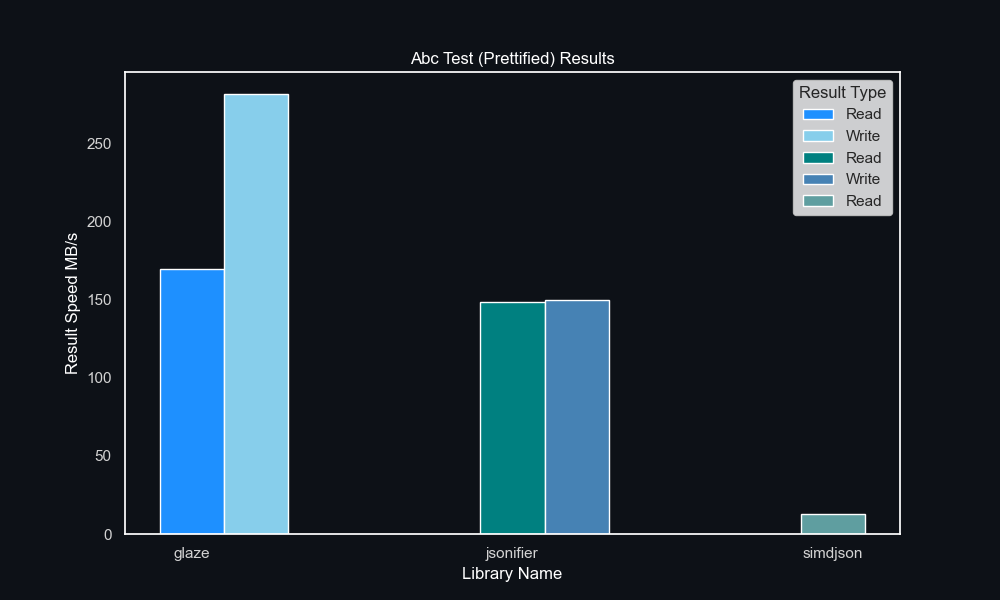 Abc Test (Prettified) Results
Result Type
Read
Write
Read
Write
Read
Result Speed MB/s
250
200
150
100
50
0
glaze
jsonifier
simdjson
Library Name